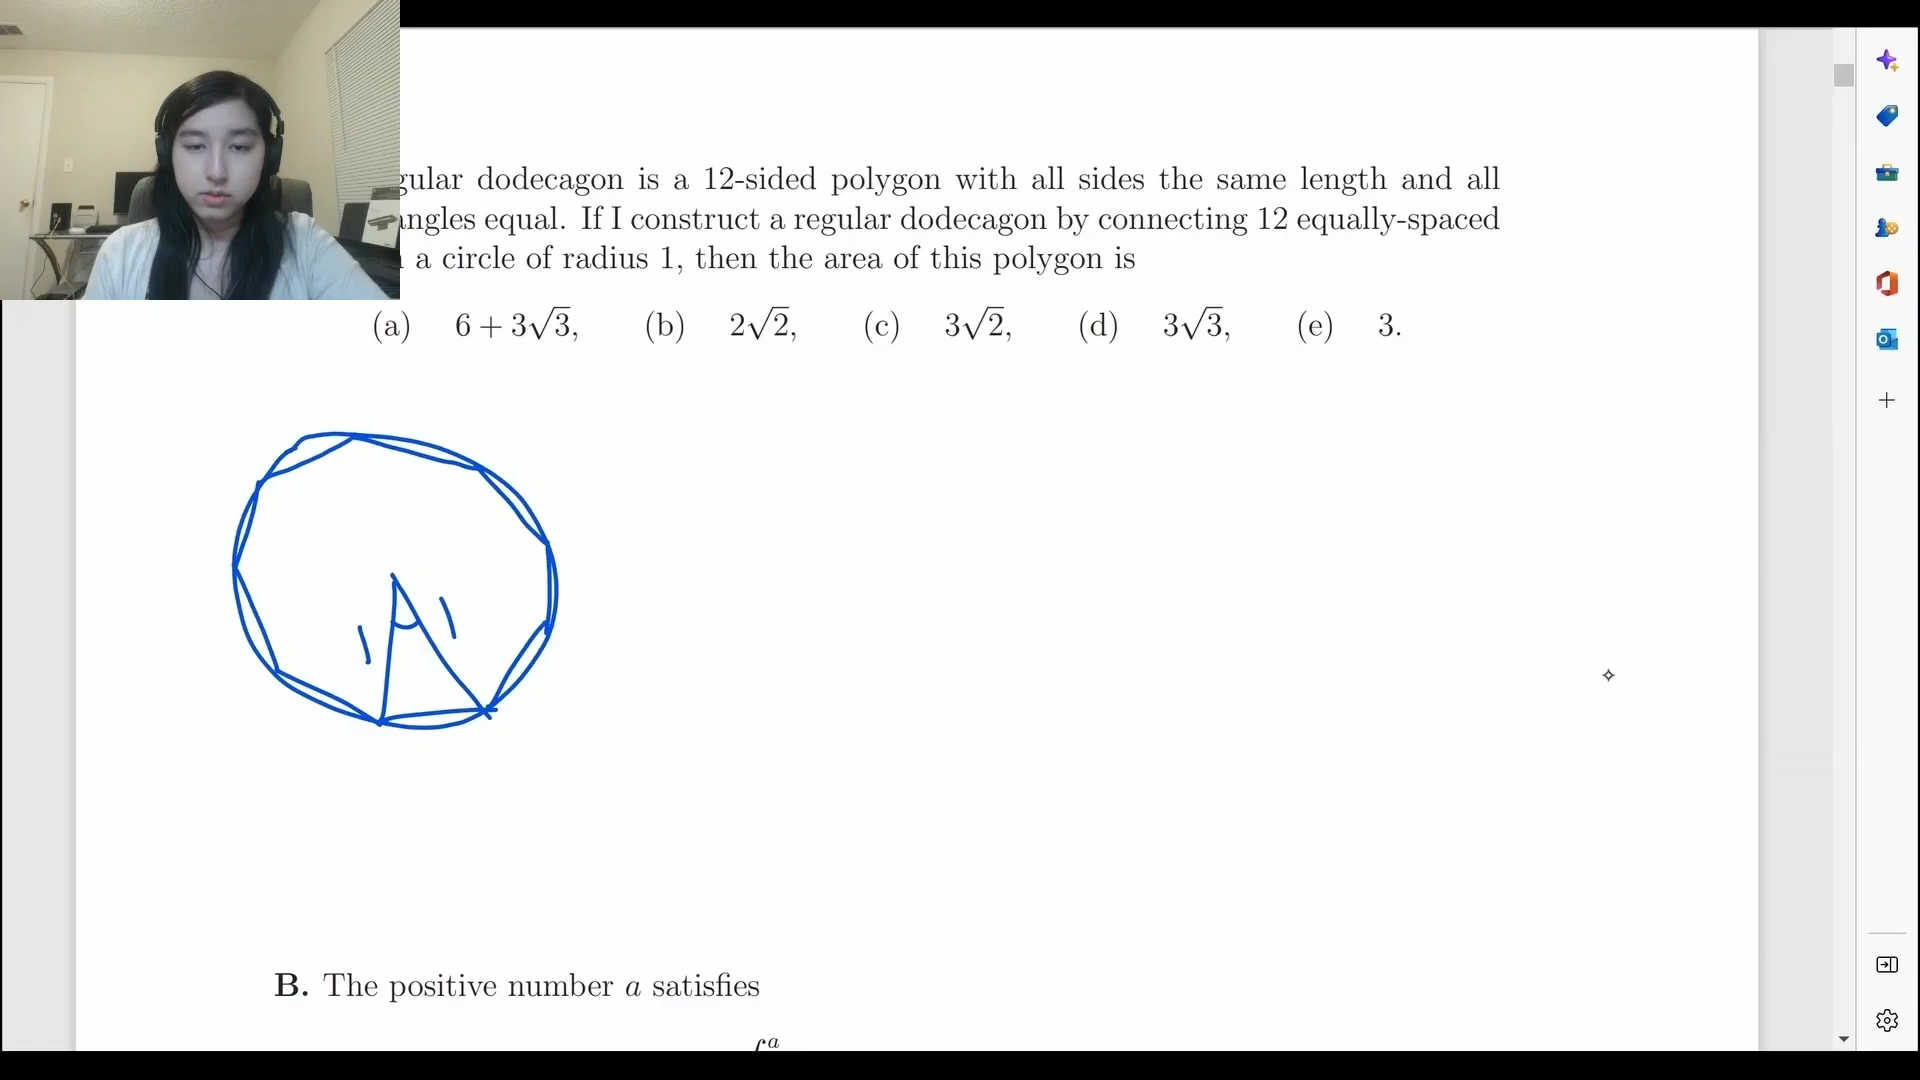 gular dodecagon is a 12-sided polygon with all sides the same length and all
angles equal. If I construct a regular dodecagon by connecting 12 equally-spaced
a circle of radius 1, then the area of this polygon is
(a) 6 + 3√3, (b) 2√2, (c) 3√2, (d) 3√3, (e) 3.
1 1
B. The positive number a satisfies
∫ a